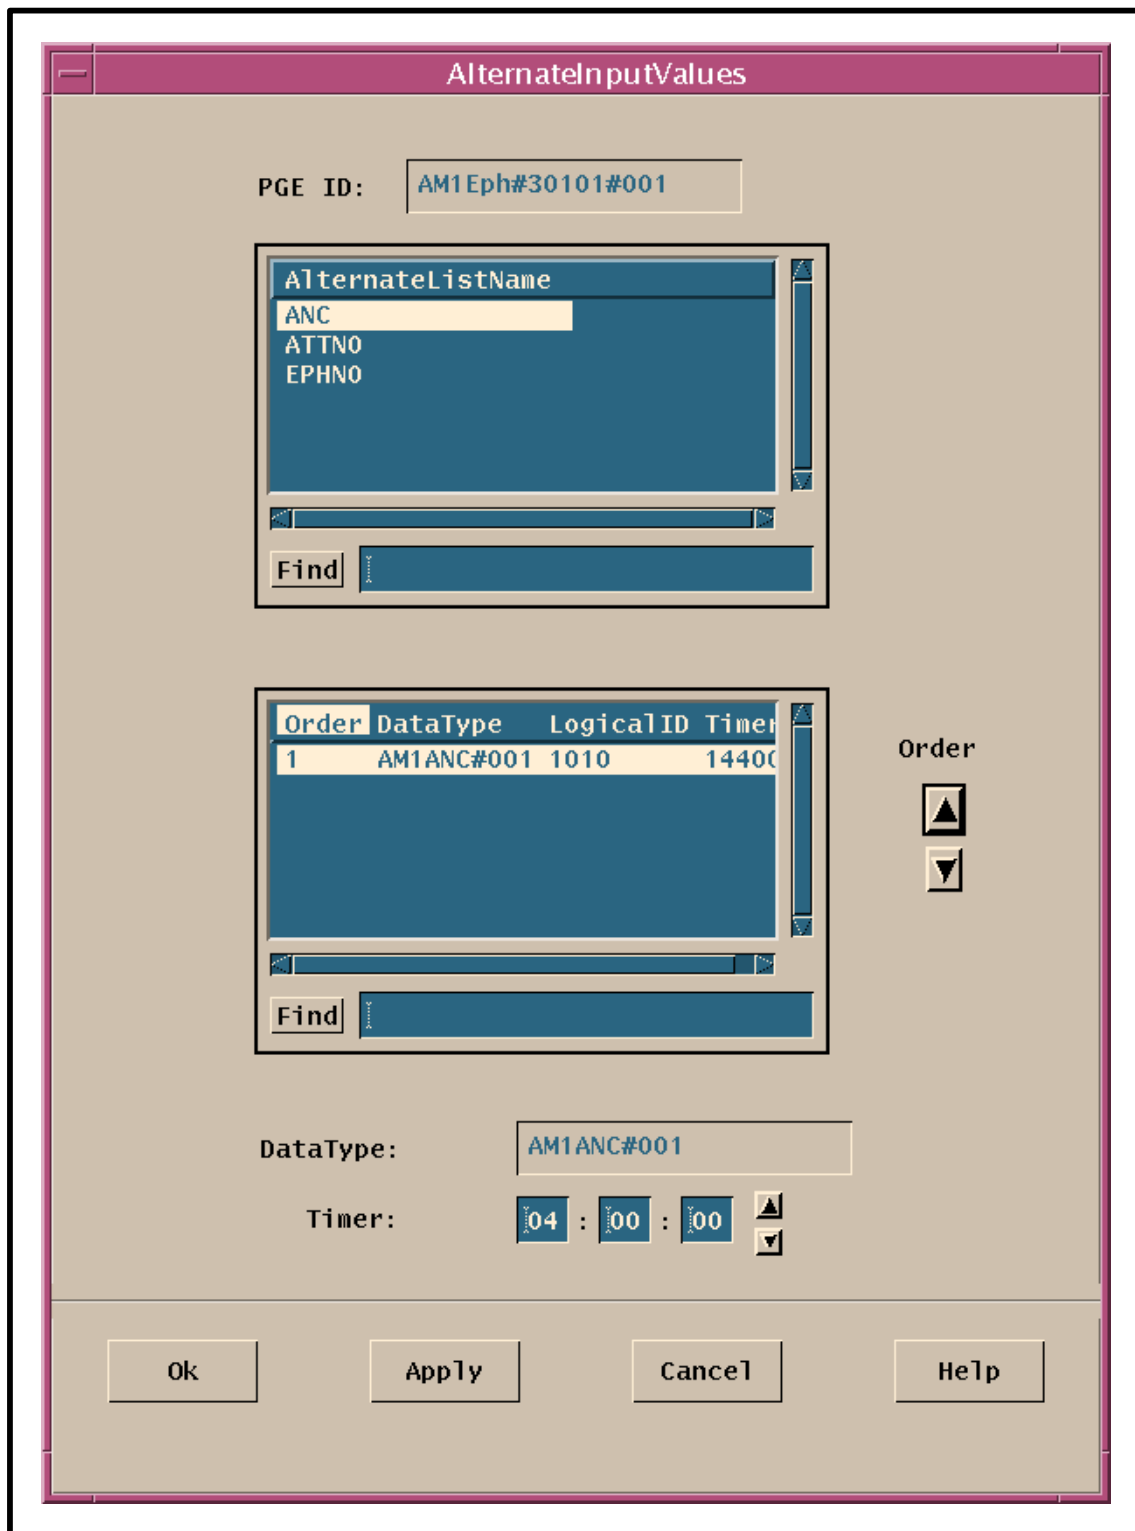 AlternateInputValues
PGE ID: AM1Eph#30101#001
AlternateListName
ANC
ATTN0
EPHN0
Find
Order DataType LogicalID Timer
1 AM1ANC#001 1010 1440
Order
Find
DataType: AM1ANC#001
Timer: 04 : 00 : 00
Ok Apply Cancel Help